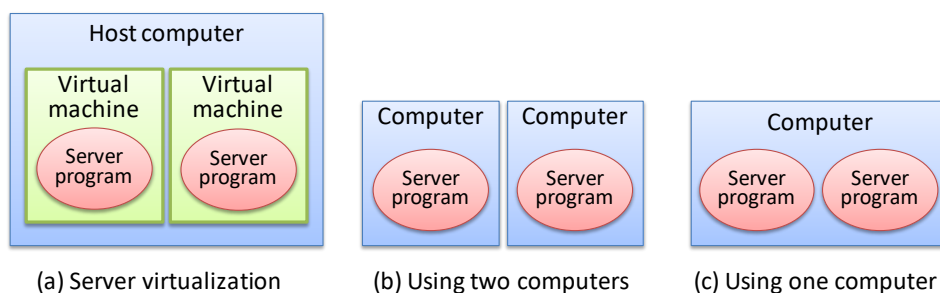 Host computer
Virtual
machine
Server
program
Virtual
machine
Server
program
(a) Server virtualization
Computer
Server
program
Computer
Server
program
(b) Using two computers
Computer
Server
program
Server
program
(c) Using one computer